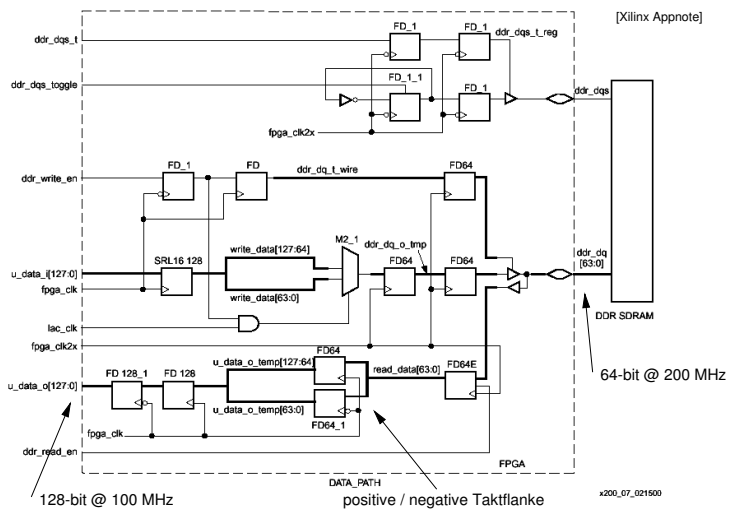 [Xilinx Appnote]
ddr_dqs_t
FD_1
ddr_dqs_t_reg
FD_1
FD_1_1
ddr_dqs_toggle
FD_1
ddr_dqs
fpga_clk2x
ddr_write_en
FD_1
FD
ddr_dq_t_wire
FD64
u_data_i[127:0]
SRL16 128
write_data[127:64]
M2_1
ddr_dq_o_tmp
FD64
FD64
ddr_dq
[63:0]
fpga_clk
write_data[63:0]
DDR SDRAM
lac_clk
fpga_clk2x
u_data_o[127:0]
FD 128_1
FD 128
u_data_o_temp[127:64]
FD64
read_data[63:0]
FD64E
64-bit @ 200 MHz
u_data_o_temp[63:0]
FD64_1
fpga_clk
ddr_read_en
FPGA
DATA_PATH
x200_07_021500
128-bit @ 100 MHz
positive / negative Taktflanke